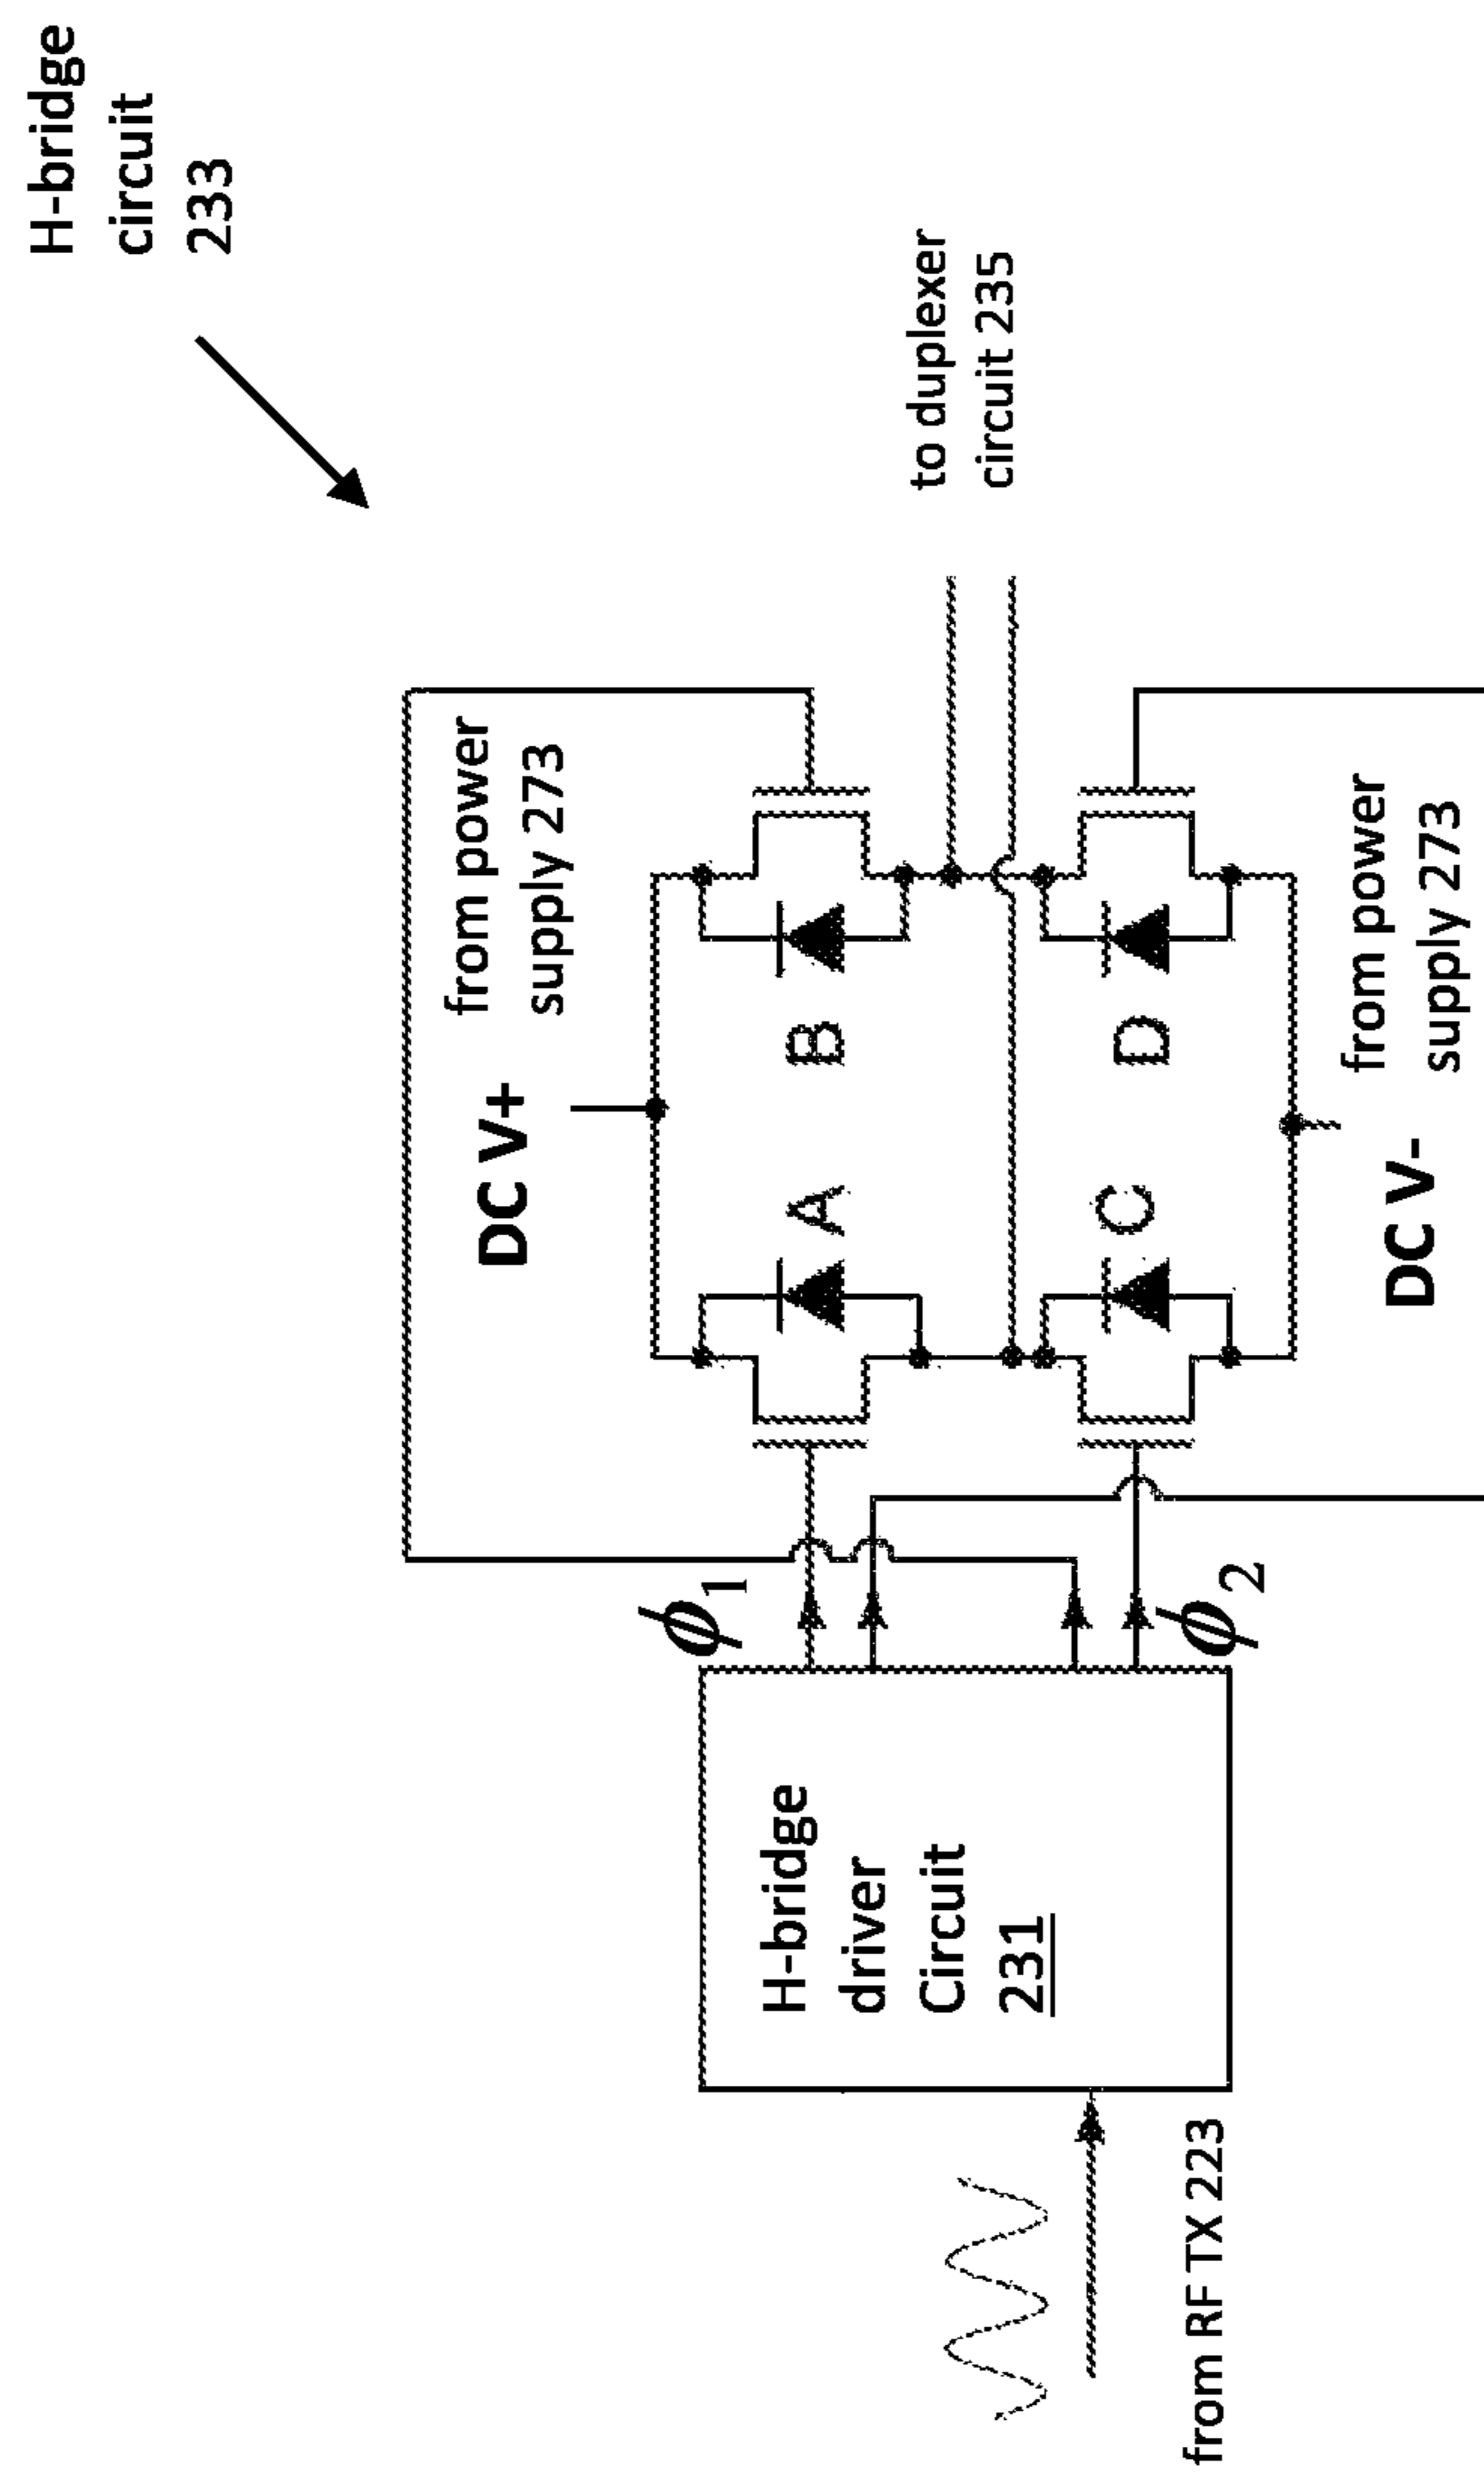 H-bridge
circuit
233
from power
supply 273
DC V+
to duplexer
circuit 235
A
B
C
D
ϕ1
ϕ2
H-bridge
driver
Circuit
231
from RF TX 223
DC V-
from power
supply 273